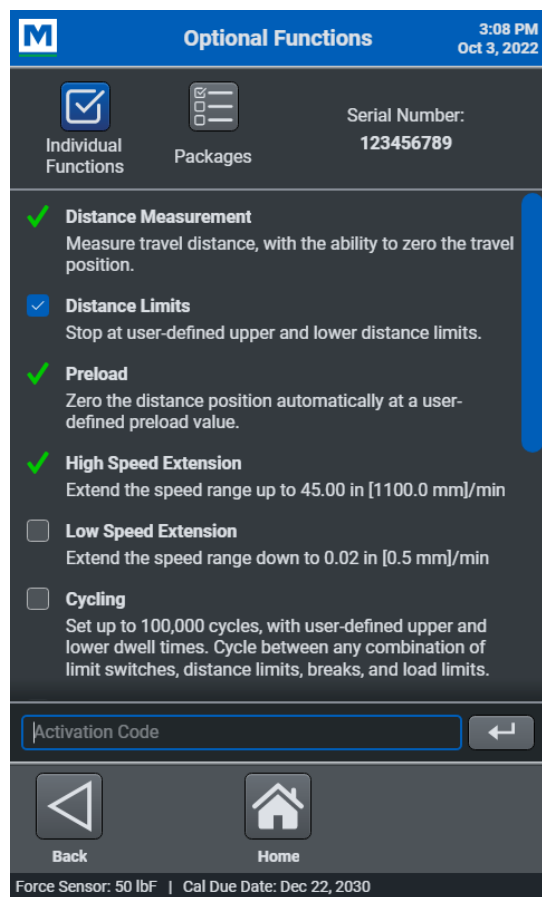 M
Optional Functions
3:08 PM
Oct 3, 2022
Individual
Functions
Packages
Serial Number:
123456789
Distance Measurement
Measure travel distance, with the ability to zero the travel
position.
Distance Limits
Stop at user-defined upper and lower distance limits.
Preload
Zero the distance position automatically at a user-
defined preload value.
High Speed Extension
Extend the speed range up to 45.00 in [1100.0 mm]/min
Low Speed Extension
Extend the speed range down to 0.02 in [0.5 mm]/min
Cycling
Set up to 100,000 cycles, with user-defined upper and
lower dwell times. Cycle between any combination of
limit switches, distance limits, breaks, and load limits.
Activation Code
Back
Home
Force Sensor: 50 lbF | Cal Due Date: Dec 22, 2030